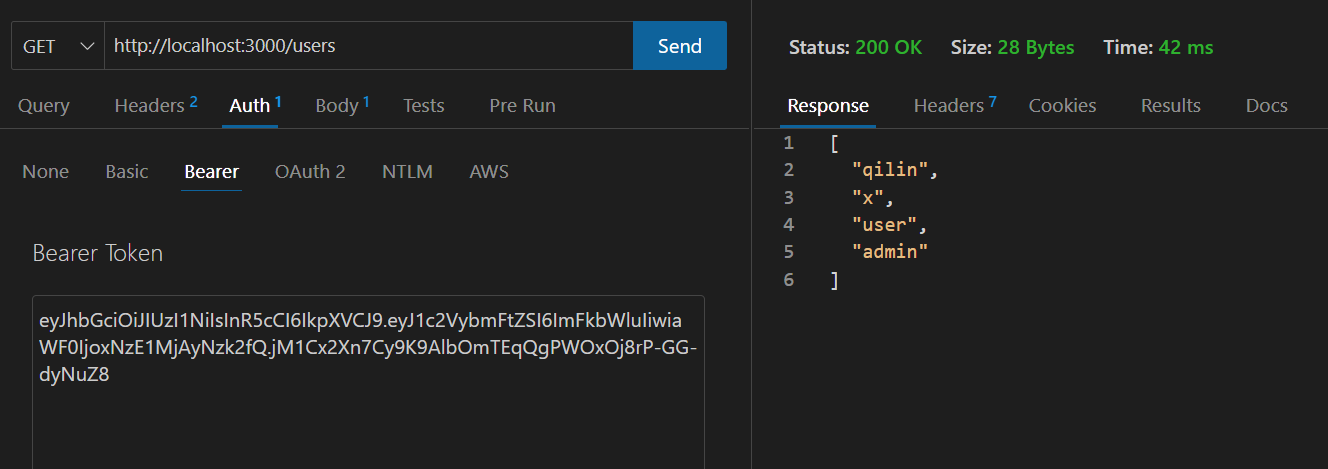 GET http://localhost:3000/users Send
Query Headers 2 Auth 1 Body 1 Tests Pre Run
None Basic Bearer OAuth 2 NTLM AWS
Bearer Token
eyJhbGciOiJIUzI1NiIsInR5cCI6IkpXVCJ9.eyJ1c2VybmFtZSI6ImFkbWluIiwia
WF0IjoxNzE1MjAyNzk2fQ.jM1Cx2Xn7Cy9K9AlbOmTEqQgPWOxOj8rP-GG-
dyNuZ8
Status: 200 OK Size: 28 Bytes Time: 42 ms
Response Headers 7 Cookies Results Docs
1 [
2 "qilin",
3 "x",
4 "user",
5 "admin"
6 ]